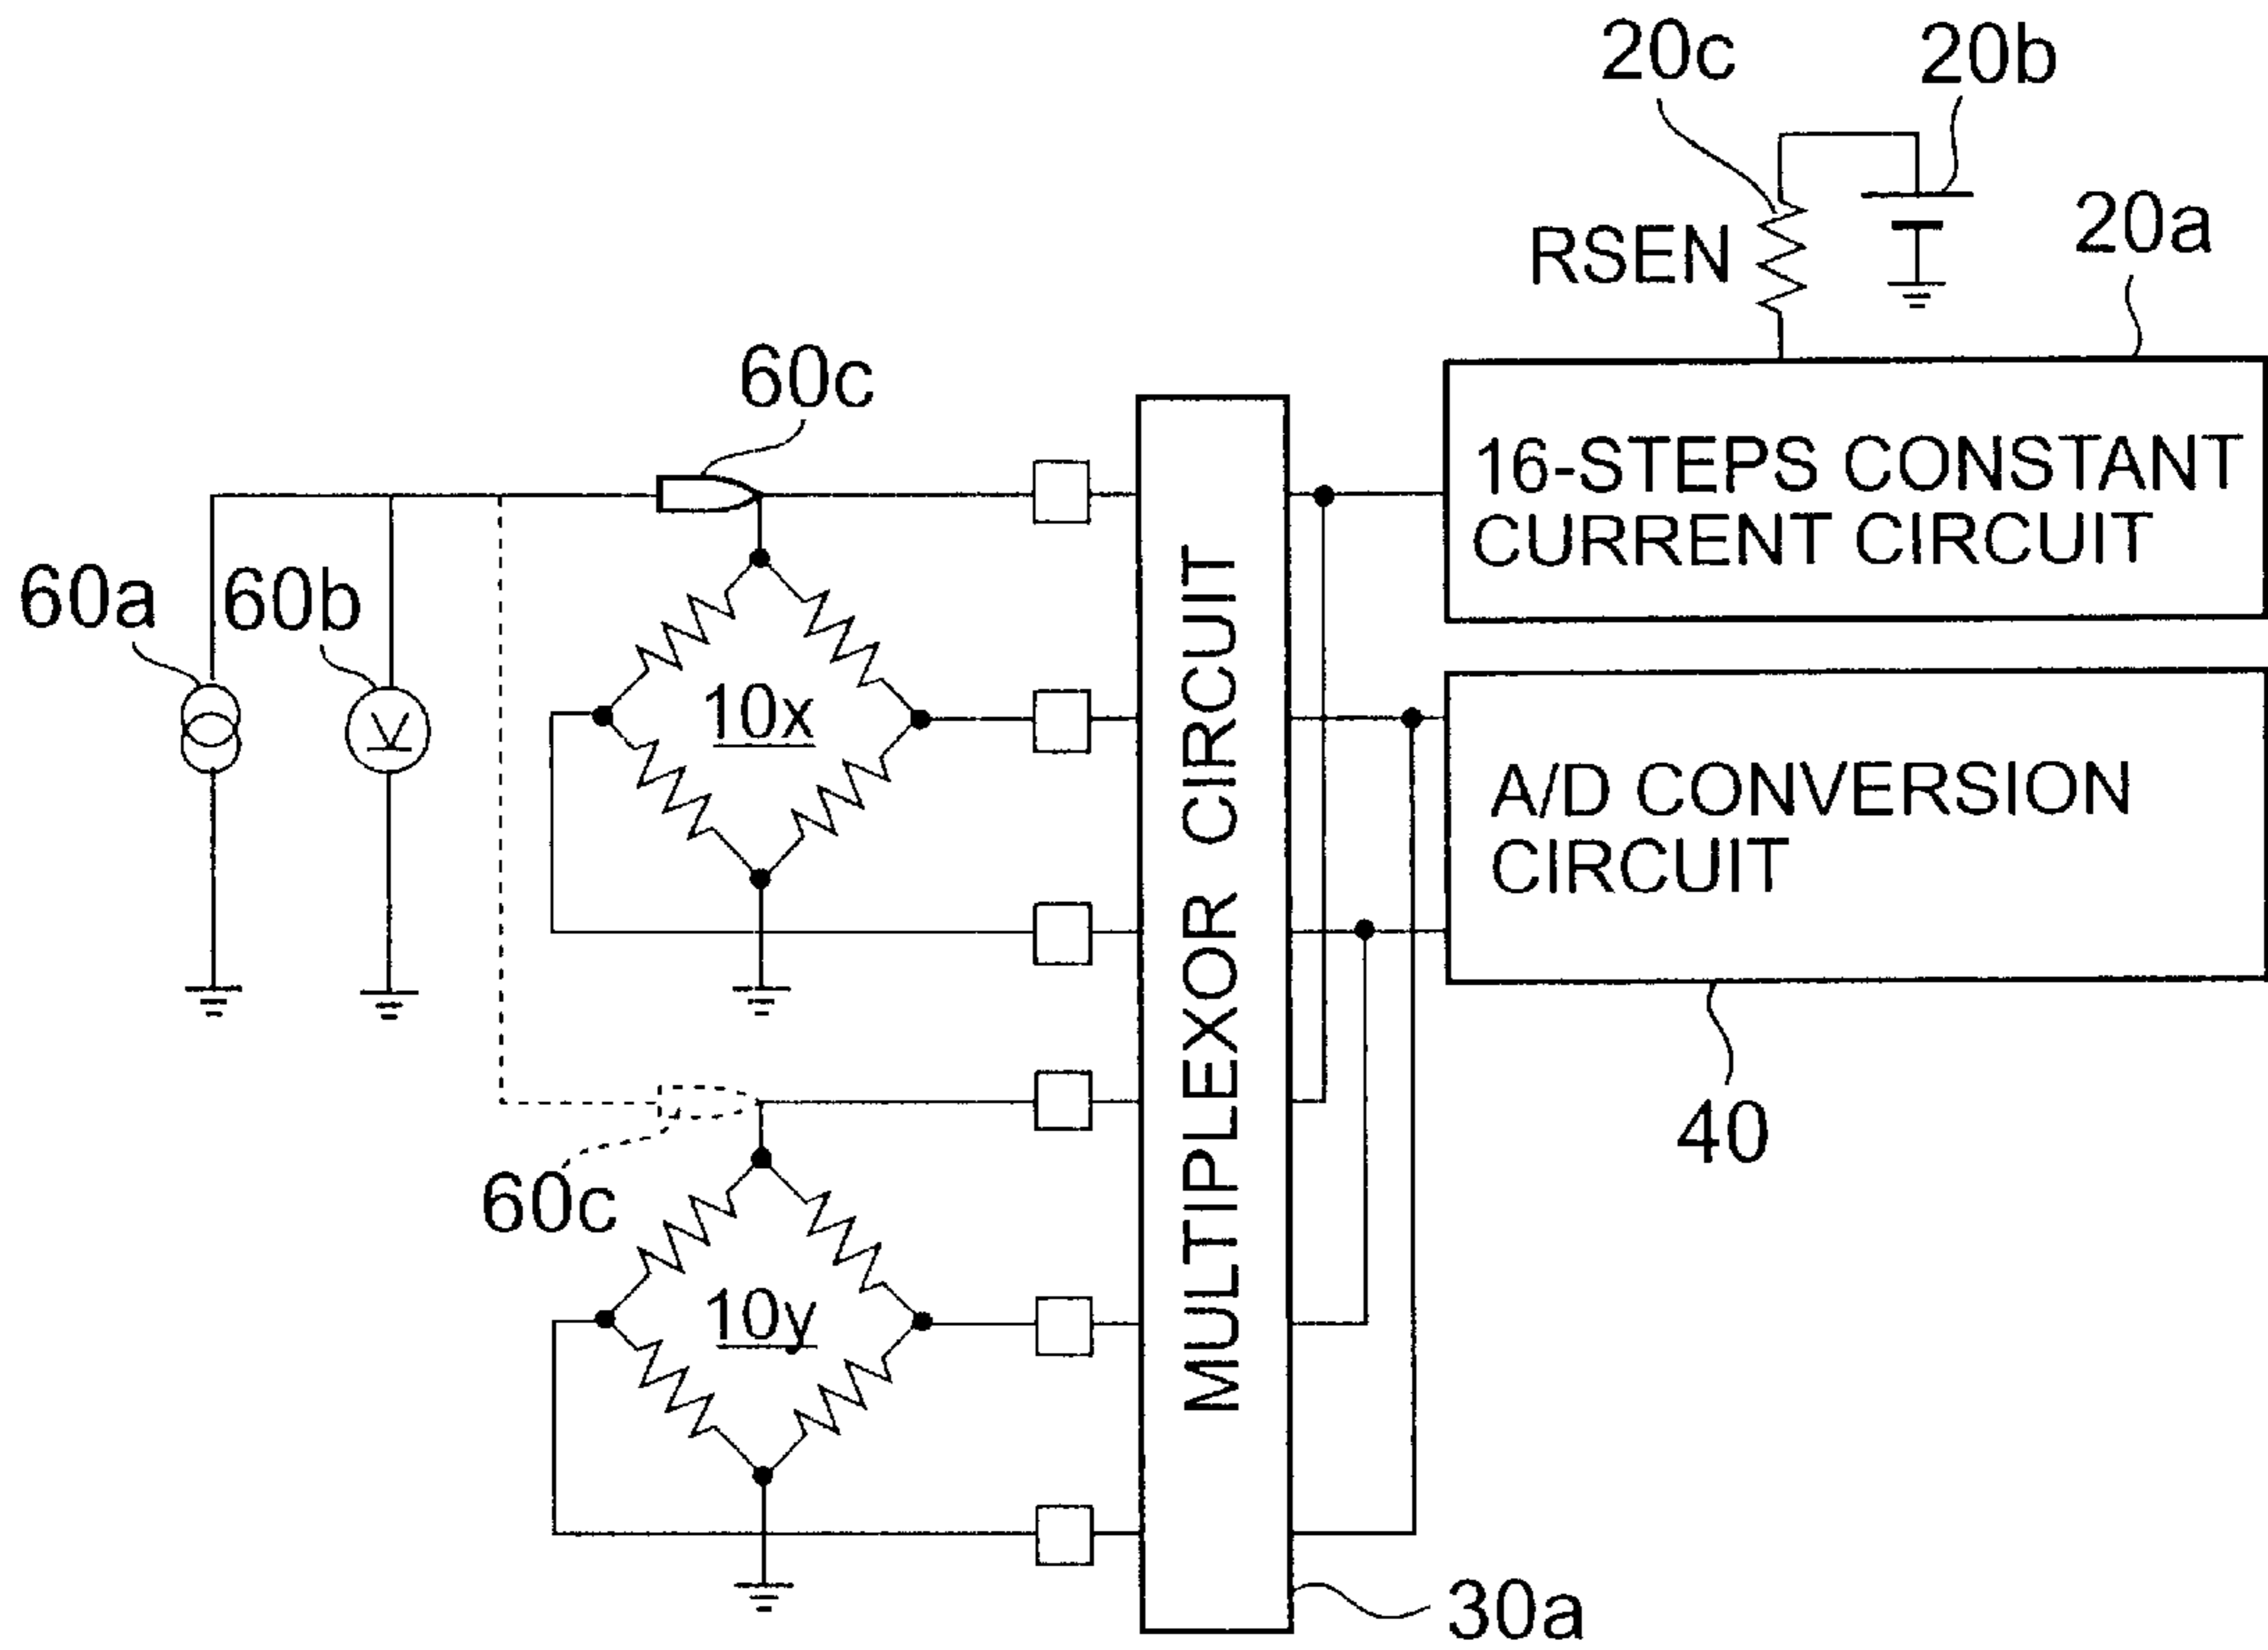 20c
20b
RSEN
20a
60c
16-STEPS CONSTANT
CURRENT CIRCUIT
60a
60b
V
10x
MULTIPLEXOR CIRCUIT
A/D CONVERSION
CIRCUIT
40
60c
10y
30a